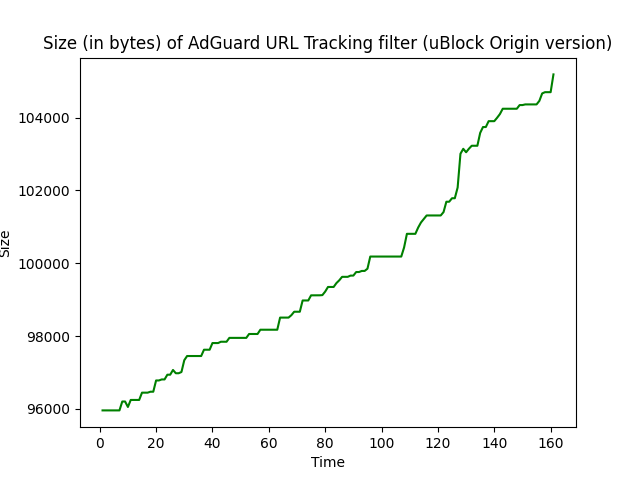 Size (in bytes) of AdGuard URL Tracking filter (uBlock Origin version)
104000
102000
100000
98000
96000
Size
0 20 40 60 80 100 120 140 160
Time